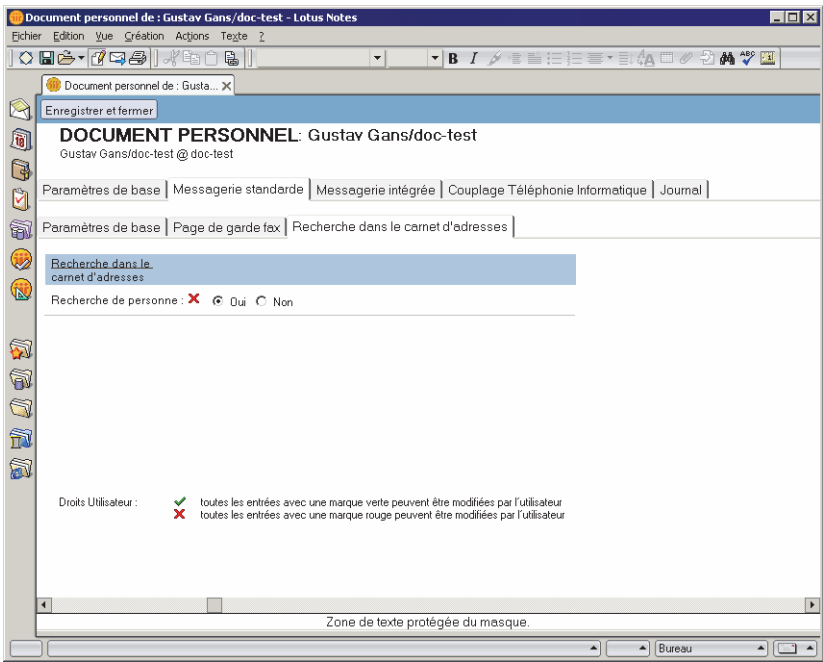 Document personnel de : Gustav Gans/doc-test - Lotus Notes
Fichier Edition Vue Création Actions Texte ?
Document personnel de : Gusta...
Enregistrer et fermer
DOCUMENT PERSONNEL: Gustav Gans/doc-test
Gustav Gans/doc-test @ doc-test
Paramètres de base Messagerie standarde Messagerie intégrée Couplage Téléphonie Informatique Journal
Paramètres de base Page de garde fax Recherche dans le carnet d'adresses
Recherche dans le
carnet d'adresses
Recherche de personne : Oui Non
Droits Utilisateur : toutes les entrées avec une marque verte peuvent être modifiées par l'utilisateur
toutes les entrées avec une marque rouge peuvent être modifiées par l'utilisateur
Zone de texte protégée du masque.
Bureau